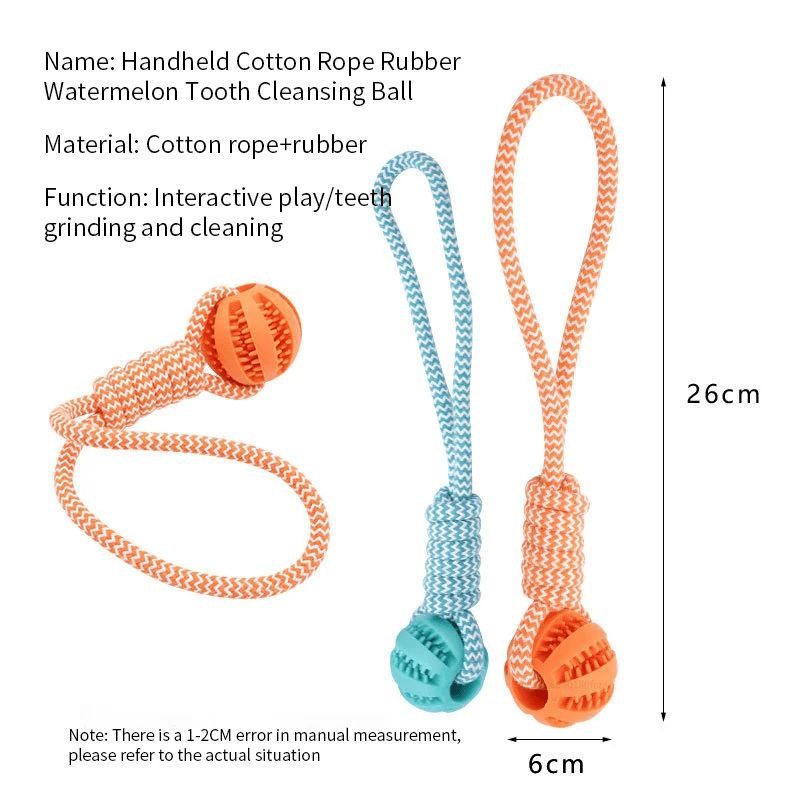 Name: Handheld Cotton Rope Rubber
Watermelon Tooth Cleansing Ball
Material: Cotton rope+rubber
Function: Interactive play/teeth
grinding and cleaning
26cm
6cm
Note: There is a 1-2CM error in manual measurement,
please refer to the actual situation